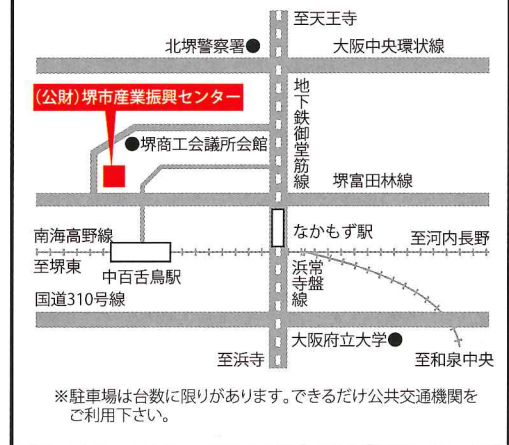 至天王寺
北堺警察署●
大阪中央環状線
(公財)堺市産業振興センター
地下鉄御堂筋線
●堺商工会議所会館
堺富田林線
南海高野線
なかもず駅
至河内長野
至堺東
中百舌鳥駅
常磐浜寺線
国道310号線
大阪府立大学●
至浜寺
至和泉中央
※駐車場は台数に限りがあります。できるだけ公共交通機関を
ご利用下さい。